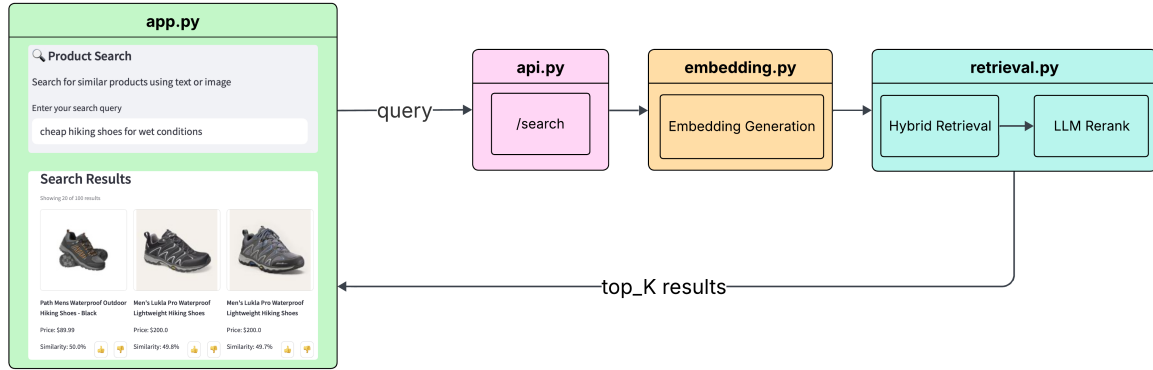 app.py
🔍 Product Search
Search for similar products using text or image
Enter your search query
cheap hiking shoes for wet conditions
Search Results
Showing 20 of 100 results
Path Mens Waterproof Outdoor
Hiking Shoes - Black
Price: $89.99
Similarity: 50.0%
Men's Lukla Pro Waterproof
Lightweight Hiking Shoes
Price: $200.0
Similarity: 49.8%
Men's Lukla Pro Waterproof
Lightweight Hiking Shoes
Price: $200.0
Similarity: 49.7%
query
api.py
/search
embedding.py
Embedding Generation
retrieval.py
Hybrid Retrieval
LLM Rerank
top_K results